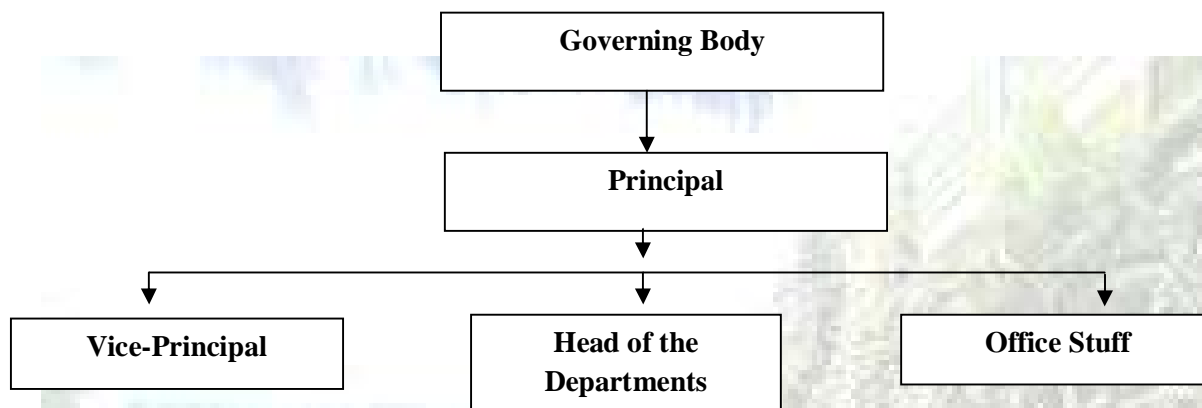 Governing Body
Principal
Vice-Principal
Head of the
Departments
Office Stuff